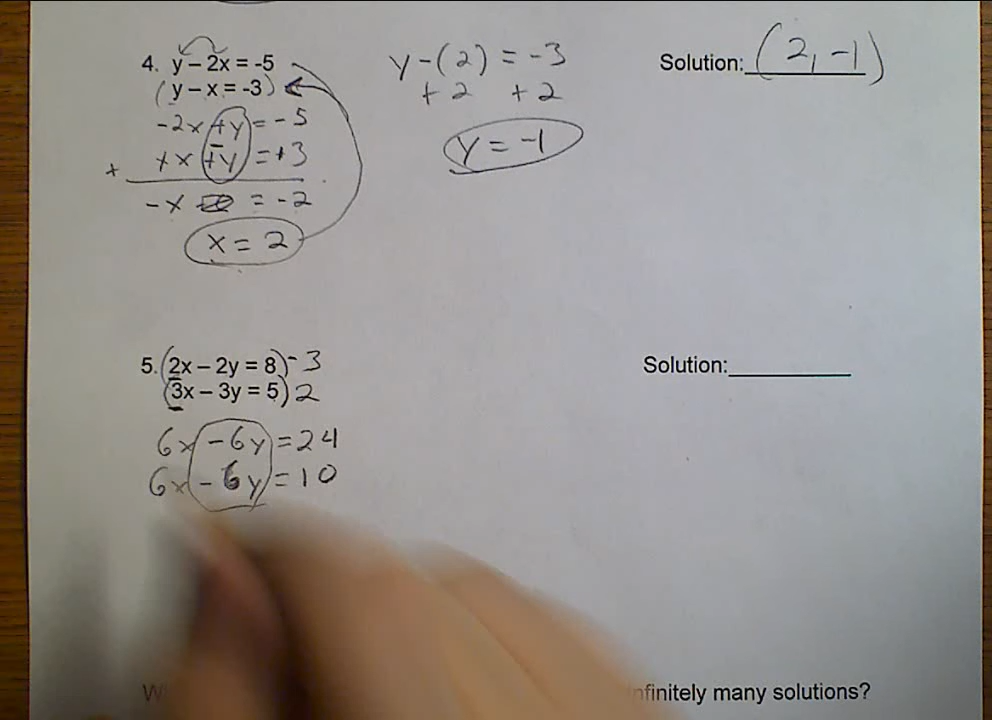 4. y – 2x = -5
(y – x = -3)
-2x + y = -5
+x + y = +3
-x = -2
x = 2
y - (2) = -3
+2 +2
y = -1
Solution: (2, -1)
5. (2x – 2y = 8) -3
(3x – 3y = 5) 2
6x - 6y = 24
6x - 6y = 10
Solution:
infinitely many solutions?